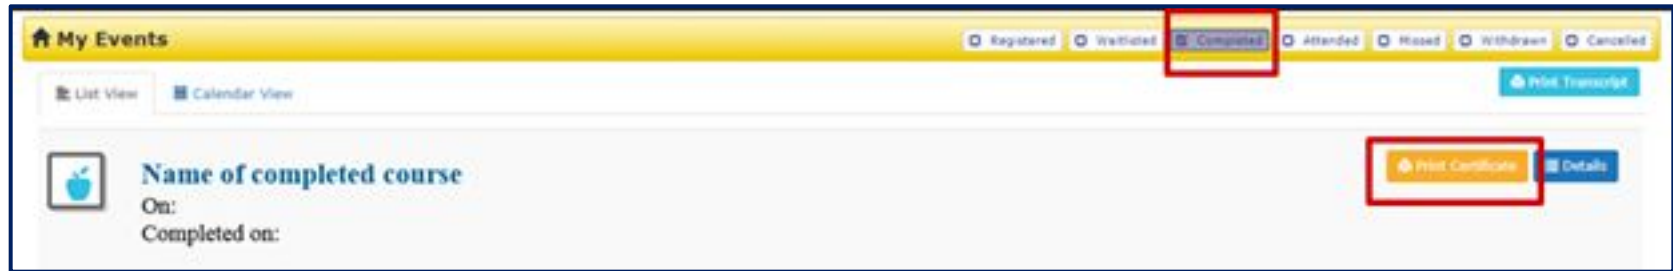 My Events
Registered Waitlisted Completed Attended Missed Withdrawn Cancelled
List View Calendar View
Print Transcript
Print Certificate Details
Name of completed course
On:
Completed on: